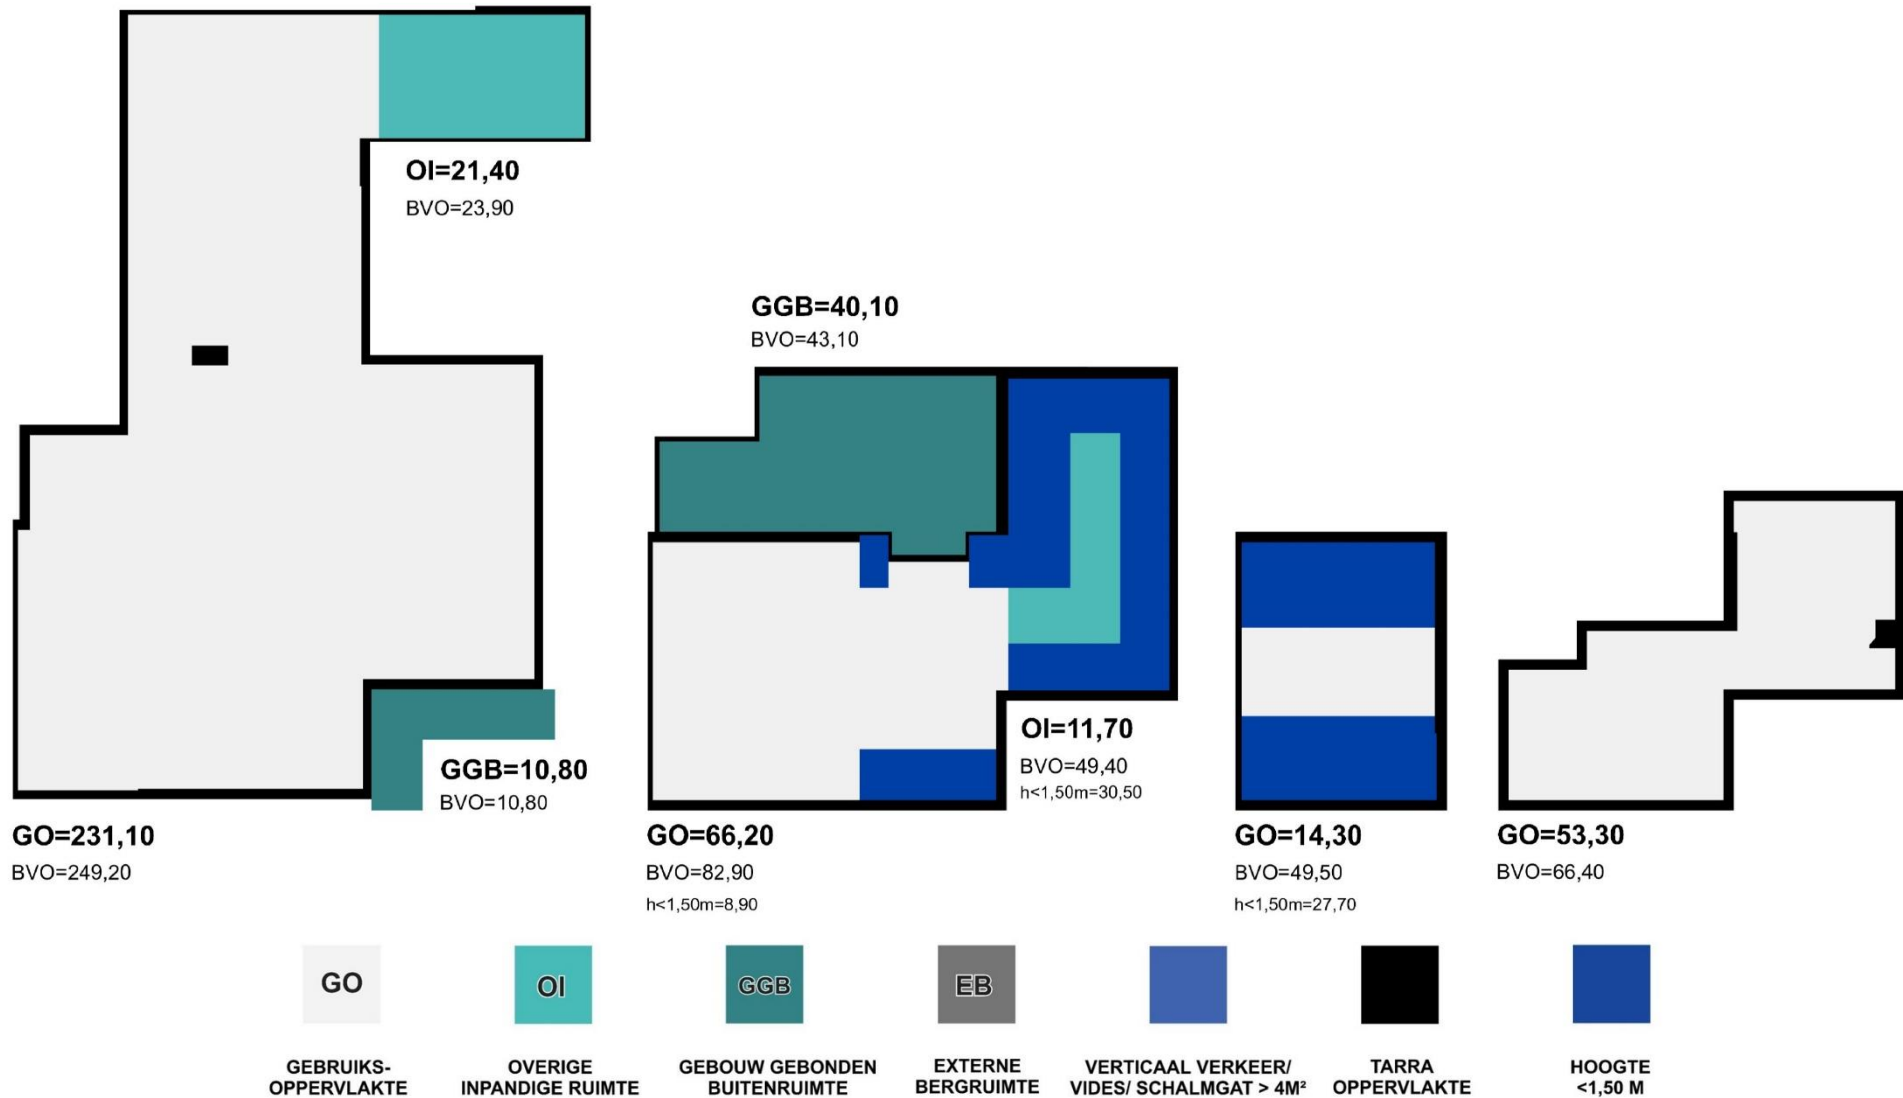 OI=21,40
BVO=23,90
GGB=40,10
BVO=43,10
GGB=10,80
BVO=10,80
OI=11,70
BVO=49,40
h<1,50m=30,50
GO=231,10
BVO=249,20
GO=66,20
BVO=82,90
h<1,50m=8,90
GO=14,30
BVO=49,50
h<1,50m=27,70
GO=53,30
BVO=66,40
GO
OI
GGB
EB
GEBRUIKS-
OPPERVLAKTE
OVERIGE
INPANDIGE RUIMTE
GEBOUW GEBONDEN
BUITENRUIMTE
EXTERNE
BERGRUIMTE
VERTICAAL VERKEER/
VIDES/ SCHALMGAT > 4M²
TARRA
OPPERVLAKTE
HOOGTE
<1,50 M